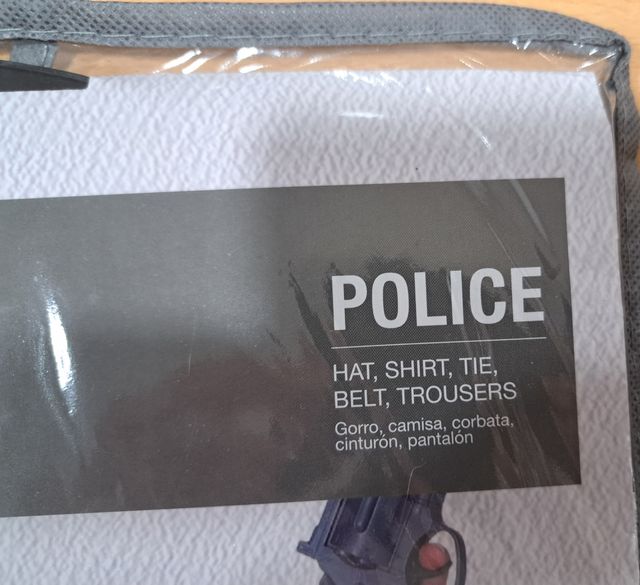 POLICE
HAT, SHIRT, TIE,
BELT, TROUSERS
Gorro, camisa, corbata,
cinturón, pantalón